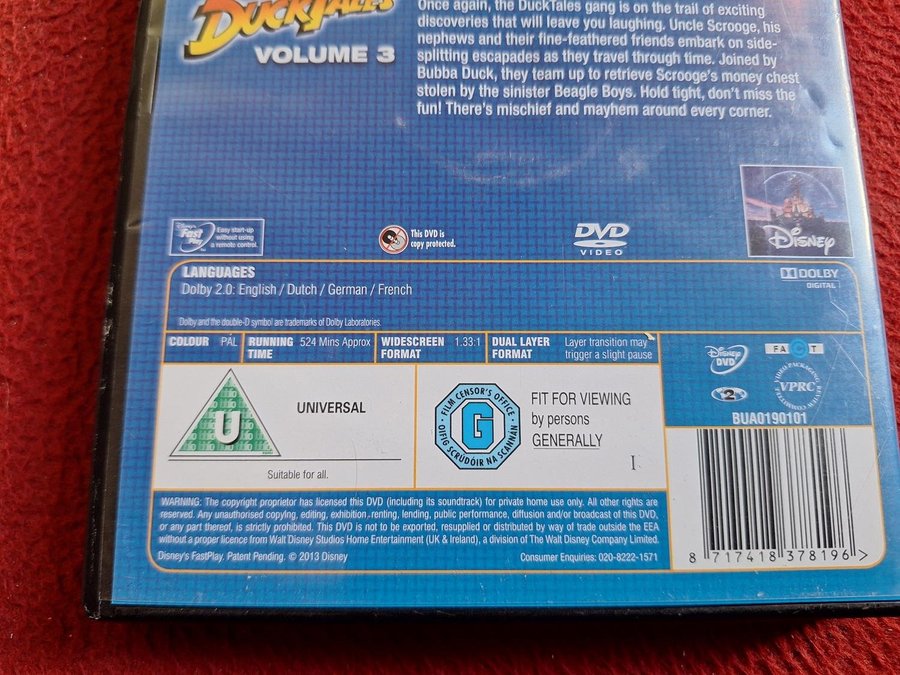 DUCKTALES
VOLUME 3
Once again, the DuckTales gang is on the trail of exciting
discoveries that will leave you laughing. Uncle Scrooge, his
nephews and their fine-feathered friends embark on side-
splitting escapades as they travel through time. Joined by
Bubba Duck, they team up to retrieve Scrooge's money chest
stolen by the sinister Beagle Boys. Hold tight, don't miss the
fun! There's mischief and mayhem around every corner.
Disney's
Fast
Play
Easy start-up
without using
a remote control.
This DVD is
copy protected.
DVD
VIDEO
Disney
LANGUAGES
Dolby 2.0: English / Dutch / German / French
Dolby and the double-D symbol are trademarks of Dolby Laboratories.
DOLBY
DIGITAL
COLOUR PAL
RUNNING TIME 524 Mins Approx
WIDESCREEN FORMAT 1.33:1
DUAL LAYER FORMAT
Layer transition may
trigger a slight pause
Disney
DVD
FACT
2
VIDEO PACKAGING REVIEW COMMITTEE
VPRC
BUA0190101
U
UNIVERSAL
Suitable for all.
FILM CENSOR'S OFFICE
G
OIFIG SCRÚDÓIR NA SCANNÁN
FIT FOR VIEWING
by persons
GENERALLY
I
WARNING: The copyright proprietor has licensed this DVD (including its soundtrack) for private home use only. All other rights are
reserved. Any unauthorised copying, editing, exhibition, renting, lending, public performance, diffusion and/or broadcast of this DVD,
or any part thereof, is strictly prohibited. This DVD is not to be exported, resupplied or distributed by way of trade outside the EEA
without a proper licence from Walt Disney Studios Home Entertainment (UK & Ireland), a division of The Walt Disney Company Limited.
Disney's FastPlay. Patent Pending. © 2013 Disney
Consumer Enquiries: 020-8222-1571
8 717418 378196 >